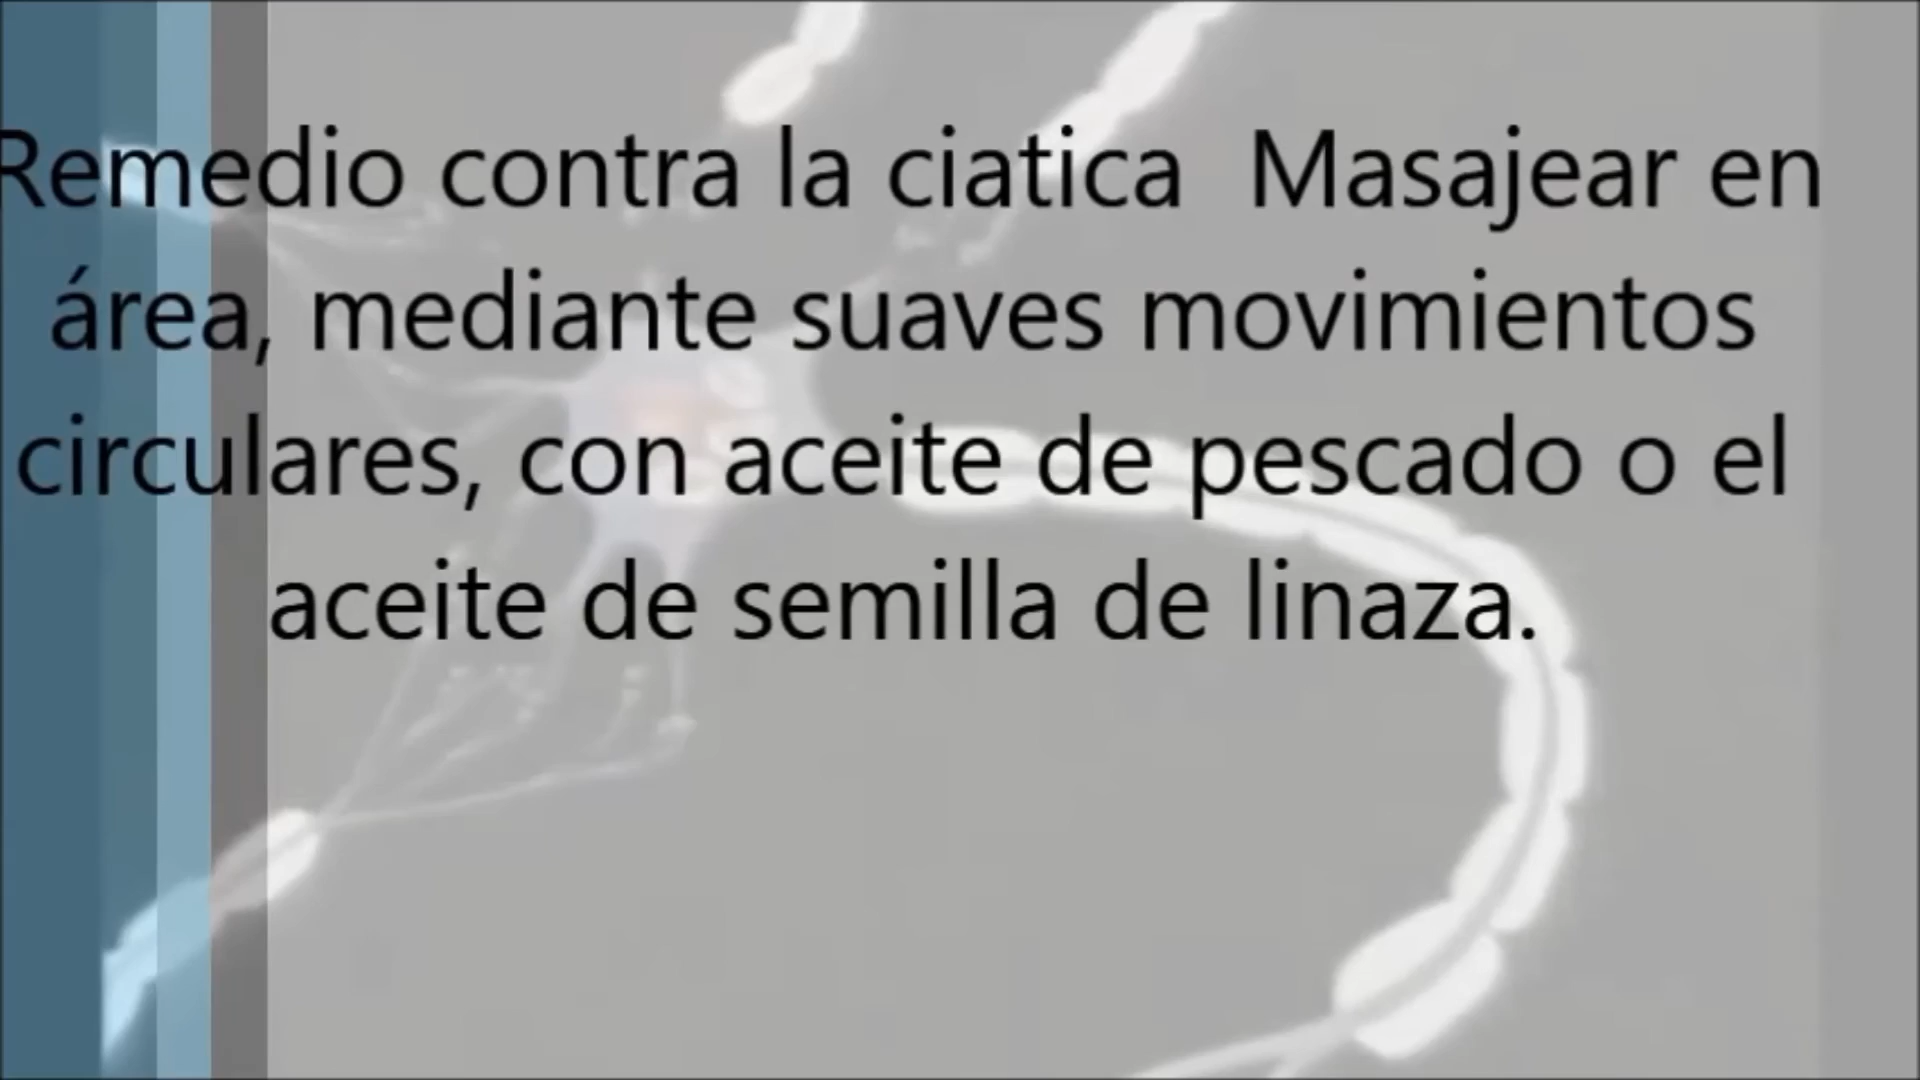 Remedio contra la ciatica  Masajear en
área, mediante suaves movimientos
circulares, con aceite de pescado o el
aceite de semilla de linaza.